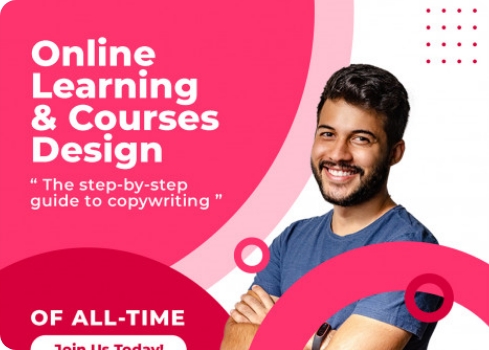 Online
Learning
& Courses
Design
“ The step-by-step
guide to copywriting ”
OF ALL-TIME
Join Us Today!